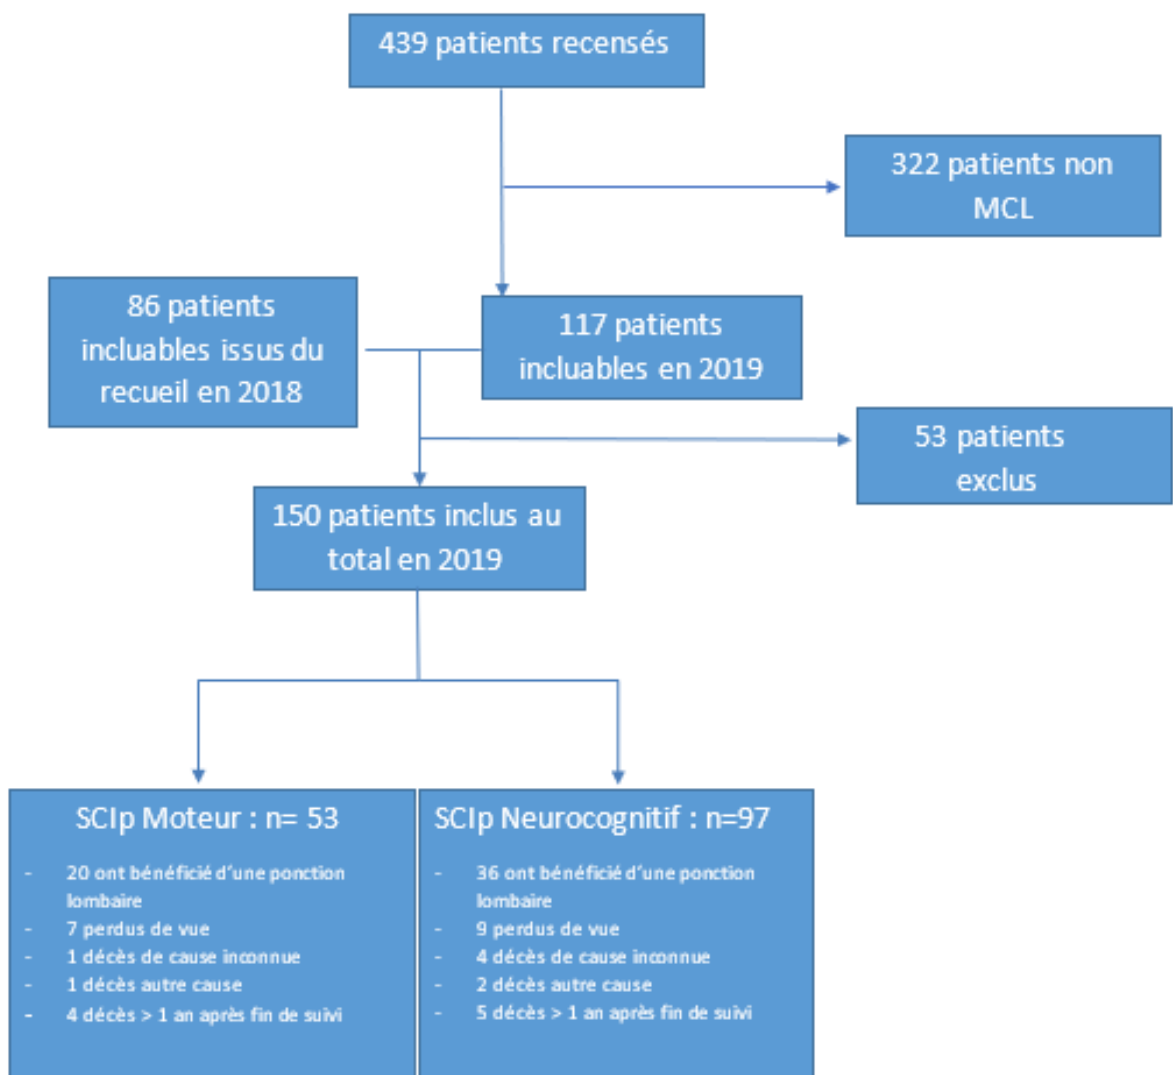 439 patients recensés
322 patients non
MCL
86 patients
incluables issus du
recueil en 2018
117 patients
incluables en 2019
53 patients
exclus
150 patients inclus au
total en 2019
SCIp Moteur : n= 53
- 20 ont bénéficié d'une ponction
lombaire
- 7 perdus de vue
- 1 décès de cause inconnue
- 1 décès autre cause
- 4 décès > 1 an après fin de suivi
SCIp Neurocognitif : n=97
- 36 ont bénéficié d'une ponction
lombaire
- 9 perdus de vue
- 4 décès de cause inconnue
- 2 décès autre cause
- 5 décès > 1 an après fin de suivi